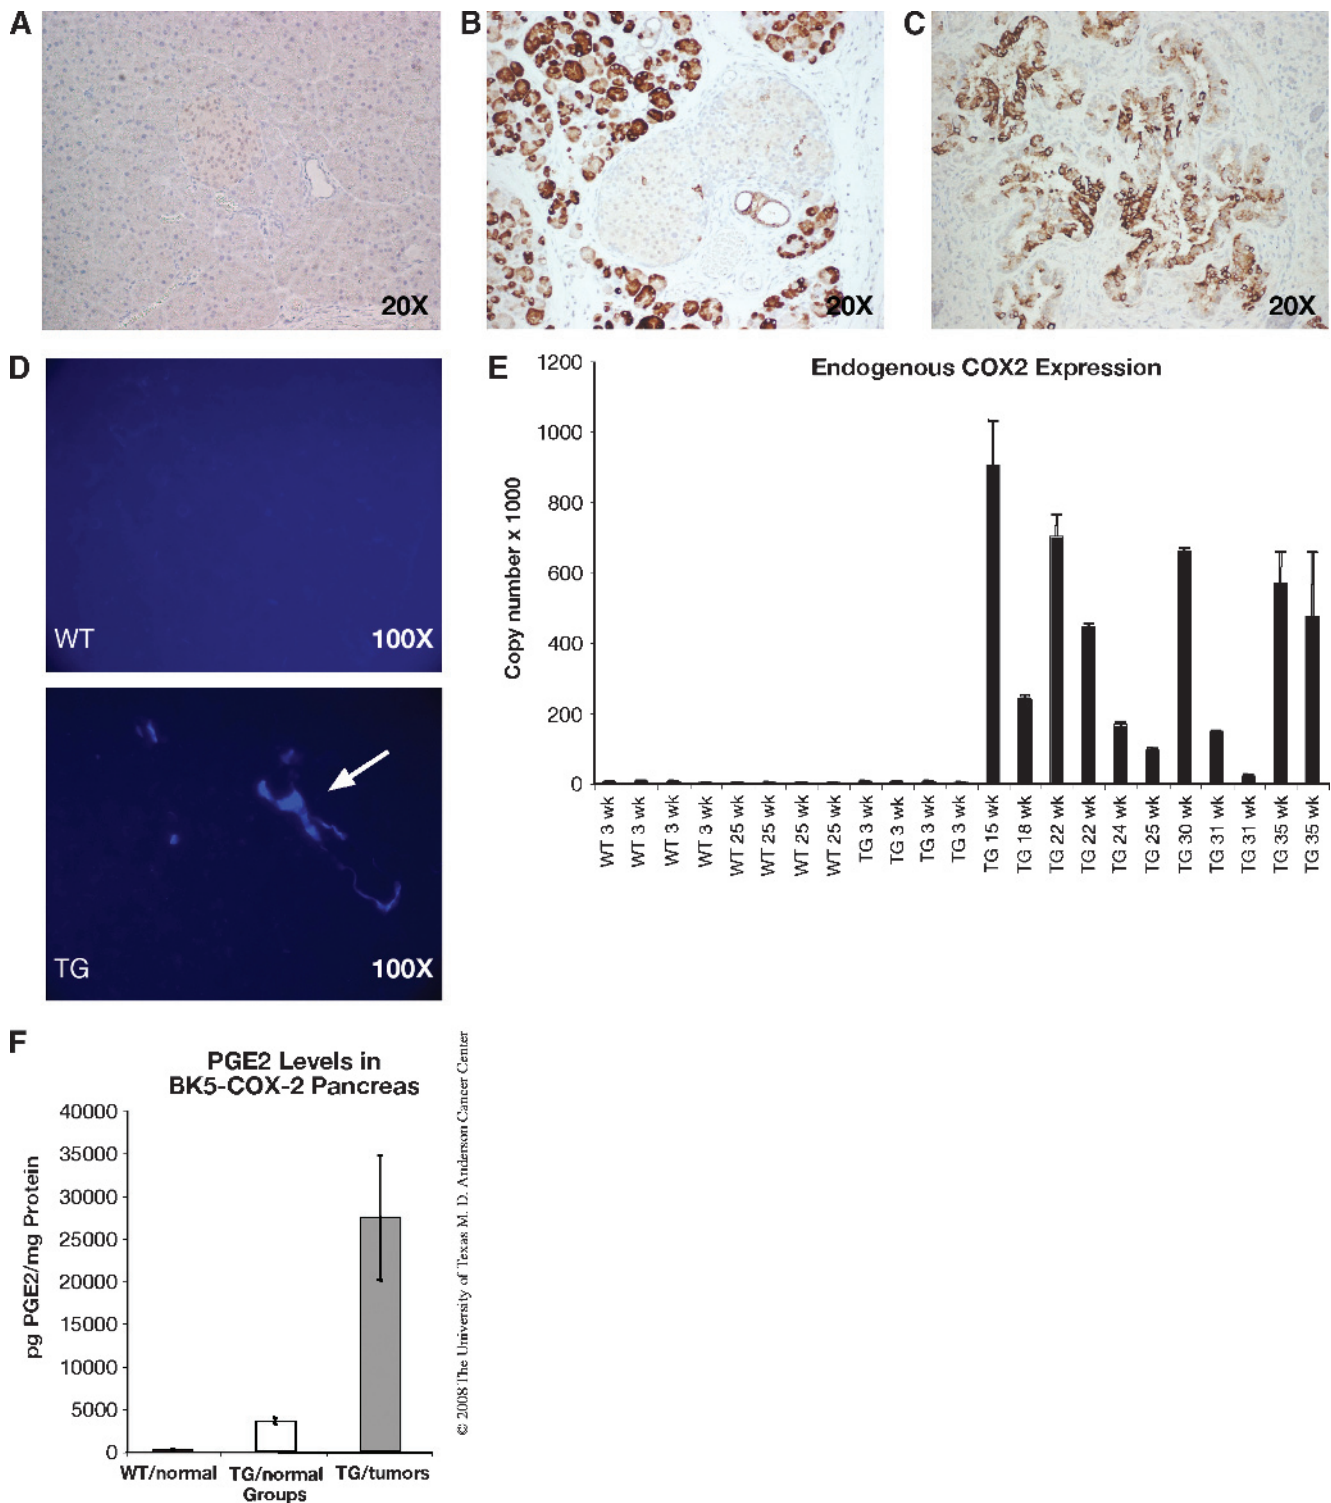 A
20X
B
20X
C
20X
D
WT
100X
TG
100X
E
Endogenous COX2 Expression
Copy number x 1000
1200
1000
800
600
400
200
0
WT 3 wk
WT 3 wk
WT 3 wk
WT 3 wk
WT 25 wk
WT 25 wk
WT 25 wk
WT 25 wk
TG 3 wk
TG 3 wk
TG 3 wk
TG 3 wk
TG 15 wk
TG 18 wk
TG 22 wk
TG 22 wk
TG 24 wk
TG 25 wk
TG 30 wk
TG 31 wk
TG 31 wk
TG 35 wk
TG 35 wk
F
PGE2 Levels in
BK5-COX-2 Pancreas
pg PGE2/mg Protein
40000
35000
30000
25000
20000
15000
10000
5000
0
WT/normal
TG/normal
TG/tumors
Groups
© 2008 The University of Texas M. D. Anderson Cancer Center